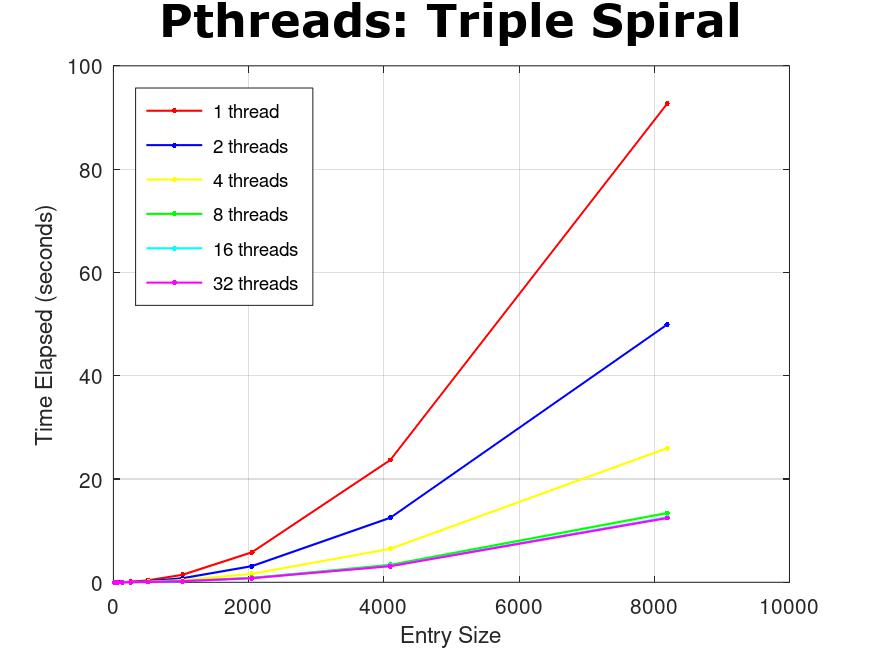 Pthreads: Triple Spiral
100
80
60
40
20
0
Time Elapsed (seconds)
1 thread
2 threads
4 threads
8 threads
16 threads
32 threads
0 2000 4000 6000 8000 10000
Entry Size